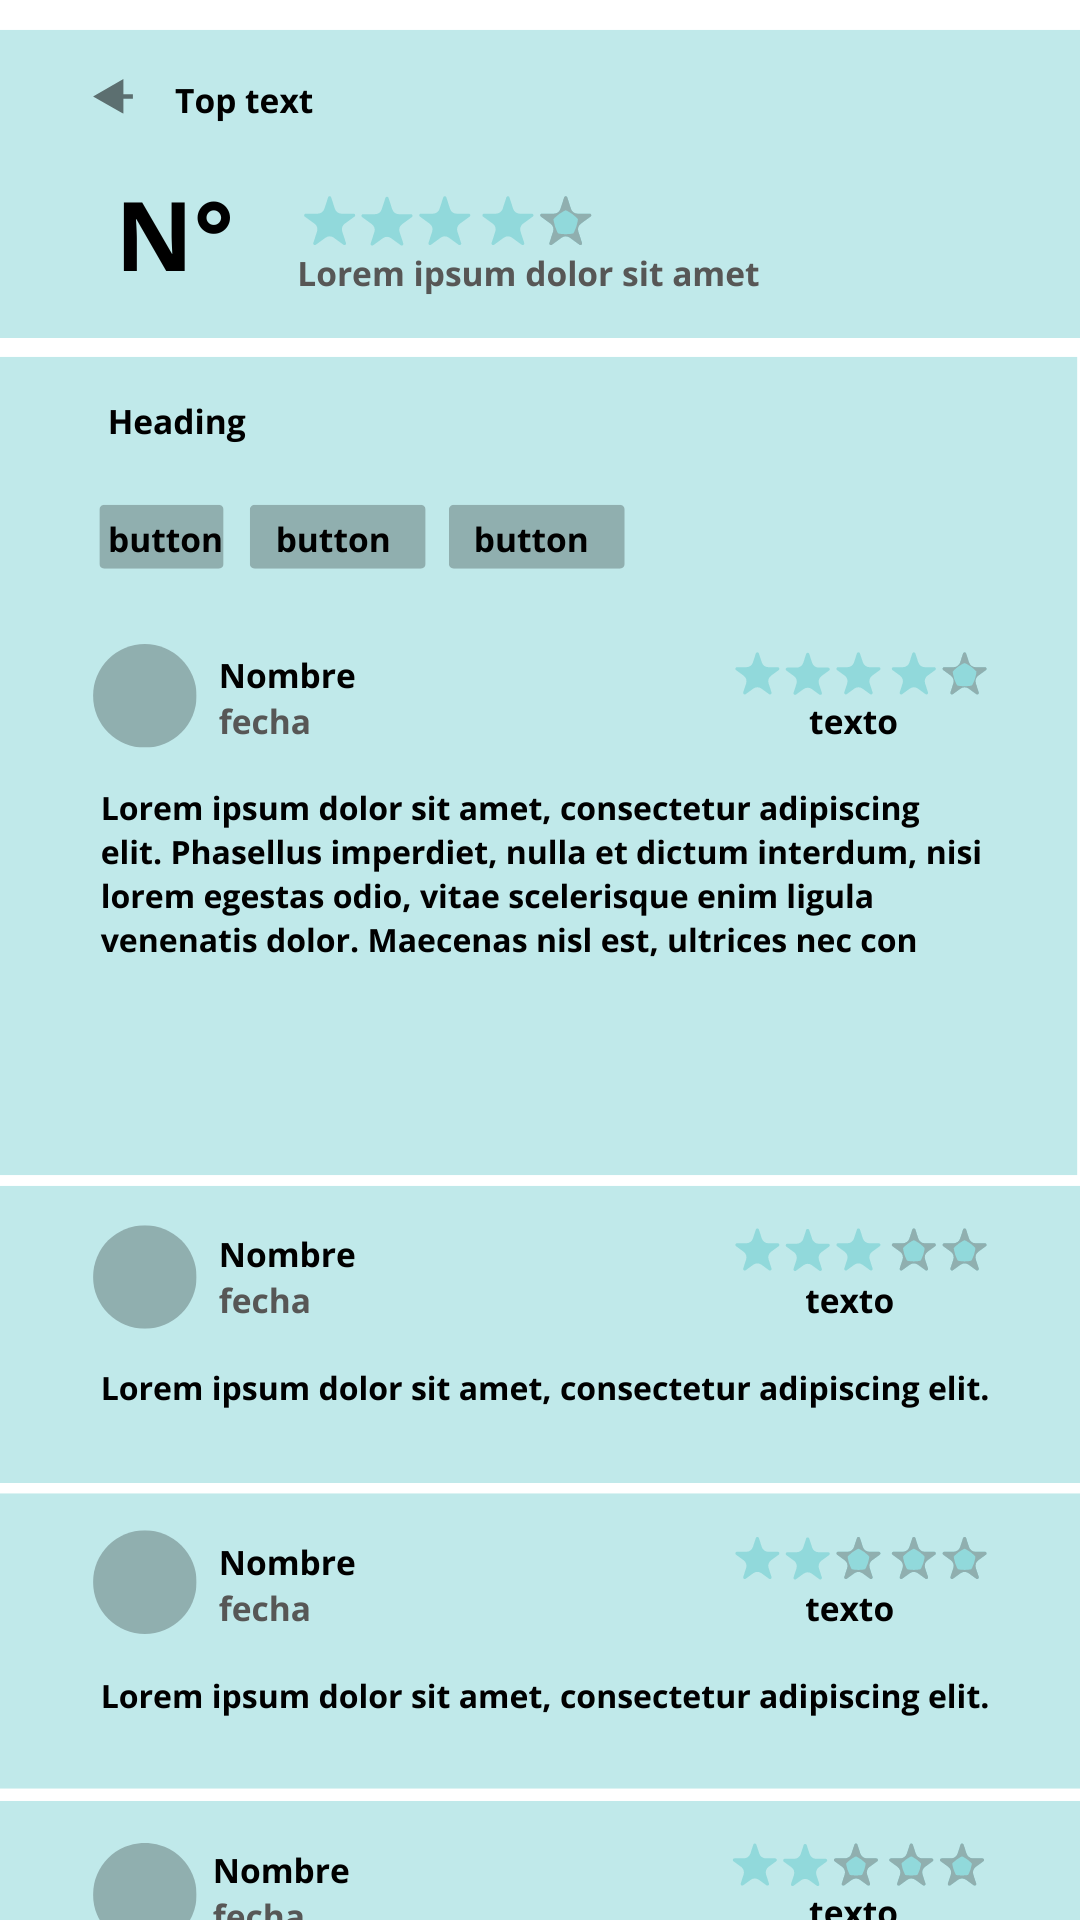 Top text
N°
Lorem ipsum dolor sit amet
Heading
button button button
Nombre
fecha
texto
Lorem ipsum dolor sit amet, consectetur adipiscing
elit. Phasellus imperdiet, nulla et dictum interdum, nisi
lorem egestas odio, vitae scelerisque enim ligula
venenatis dolor. Maecenas nisl est, ultrices nec con
Nombre
fecha
texto
Lorem ipsum dolor sit amet, consectetur adipiscing elit.
Nombre
fecha
texto
Lorem ipsum dolor sit amet, consectetur adipiscing elit.
Nombre
fecha
texto